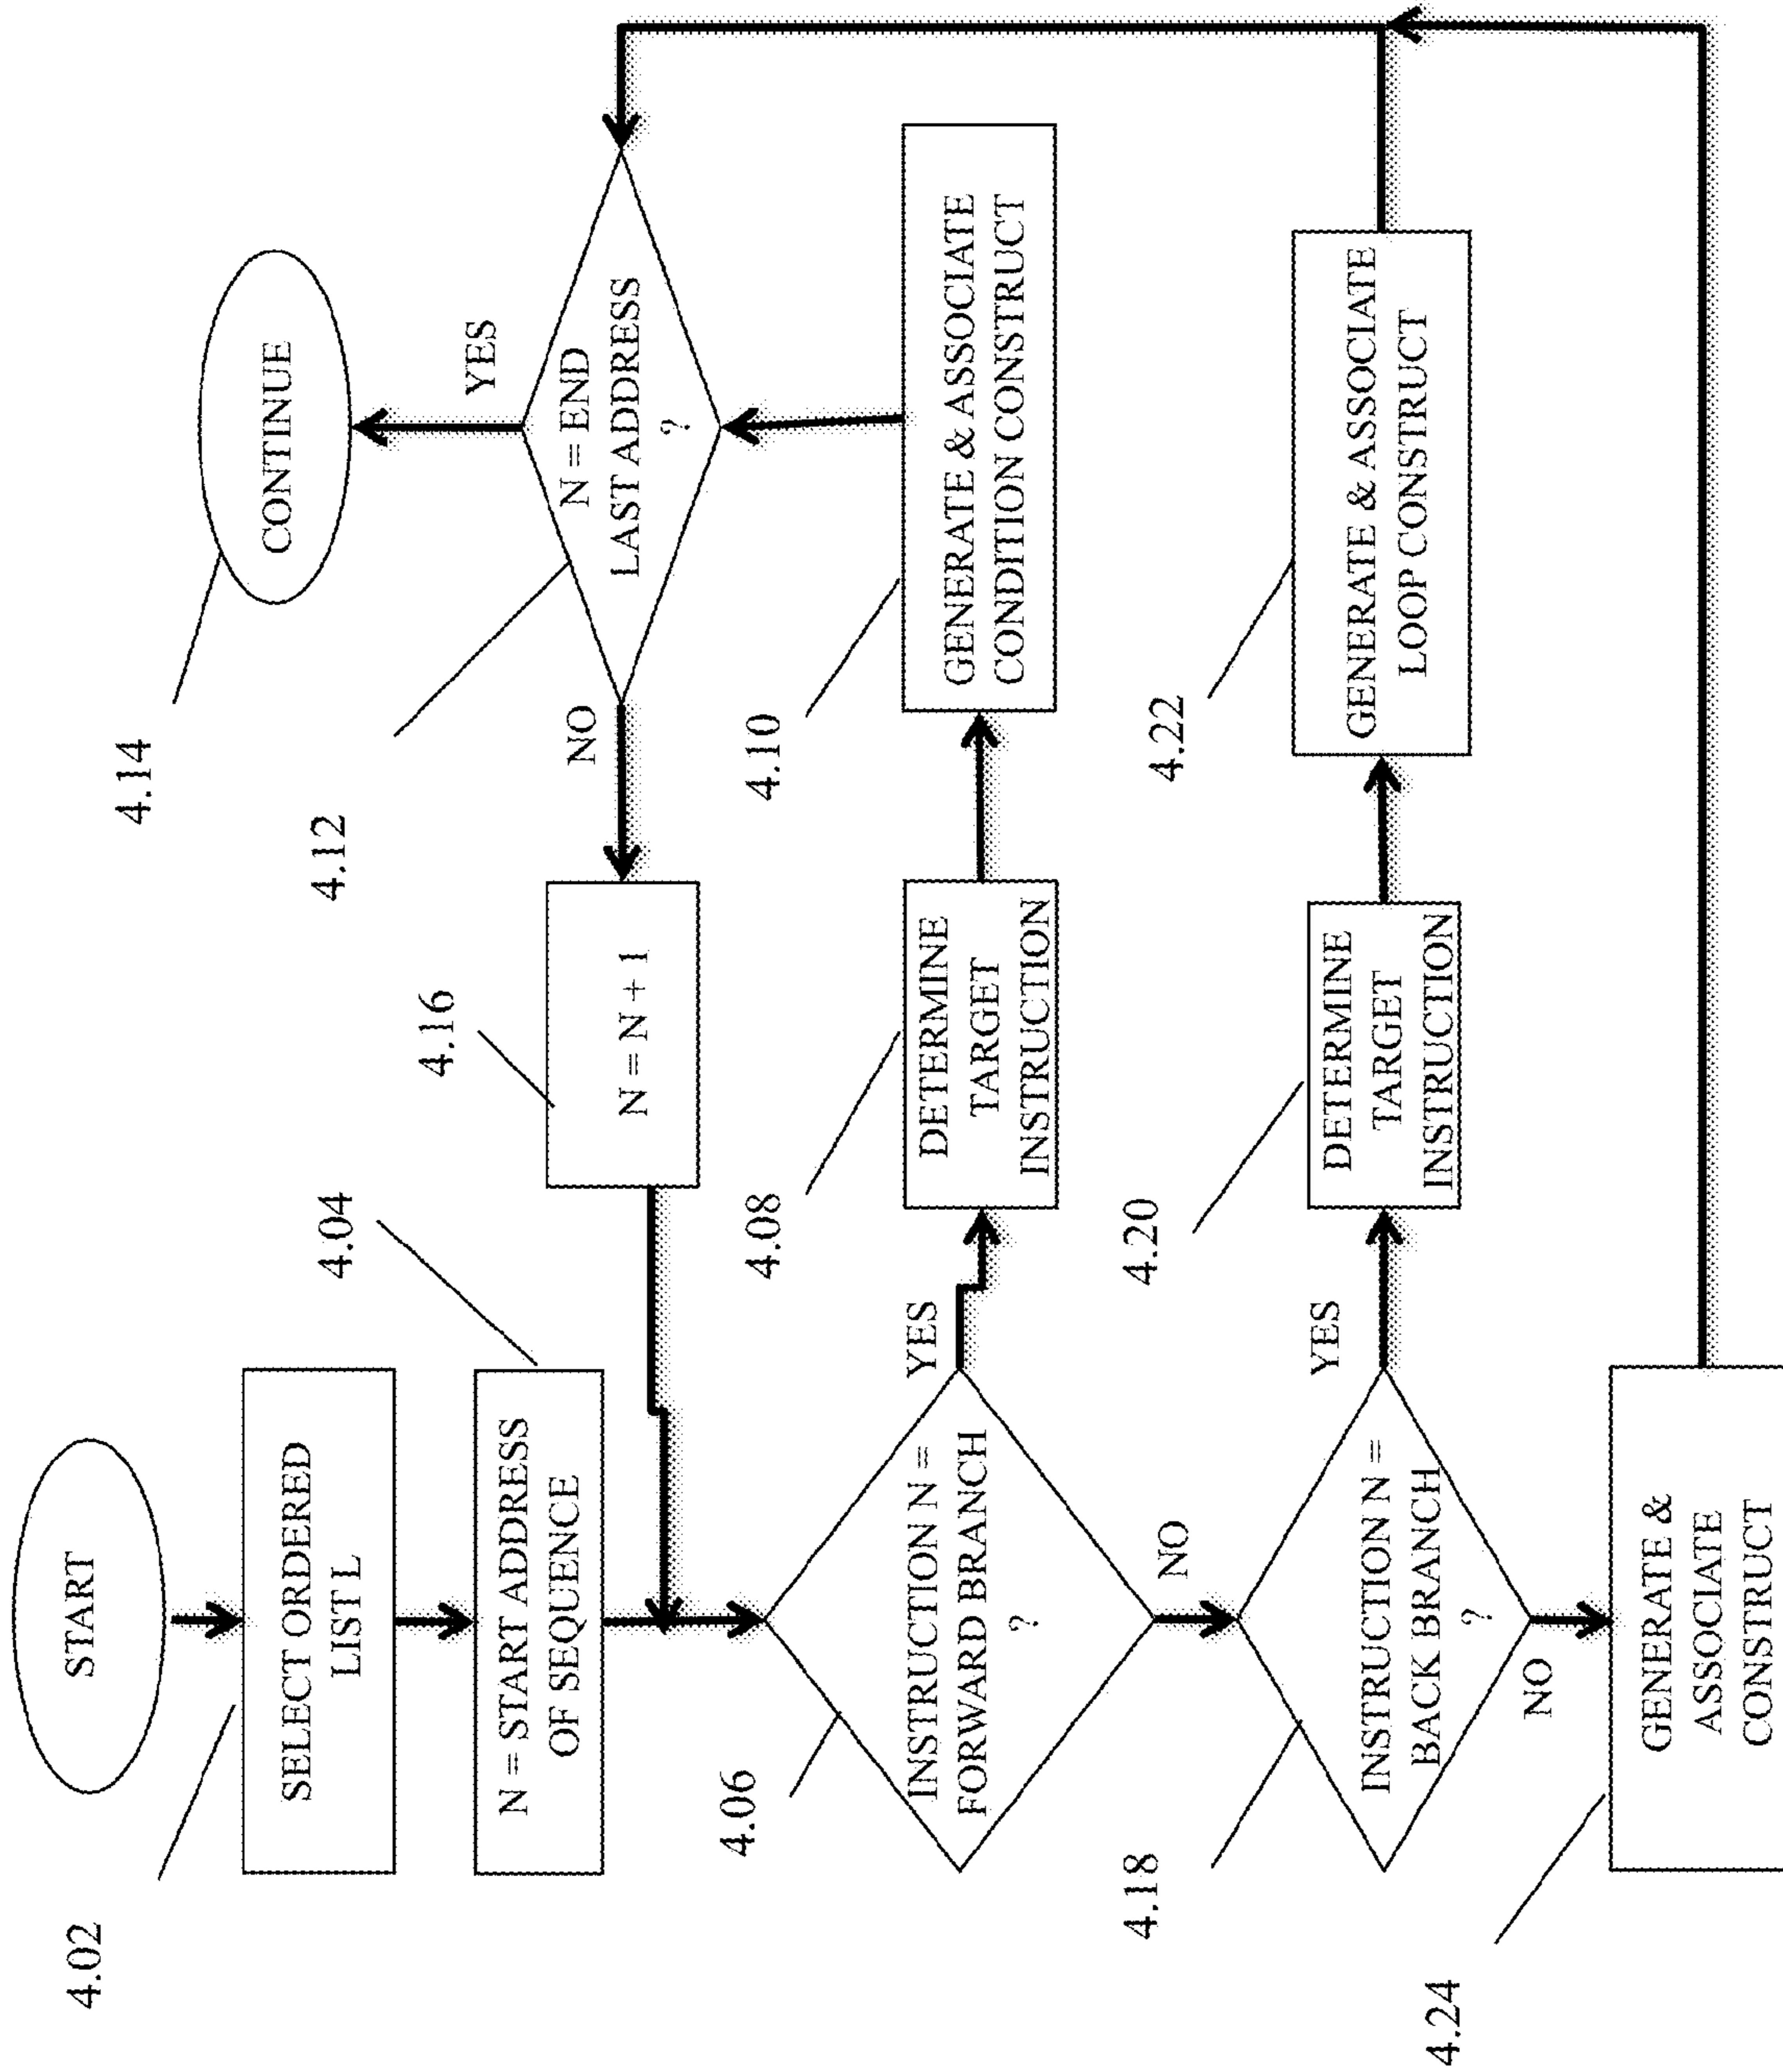 START
4.02
SELECT ORDERED
LIST L
4.04
N = START ADDRESS
OF SEQUENCE
4.06
INSTRUCTION N =
FORWARD BRANCH
?
YES
NO
4.08
DETERMINE
TARGET
INSTRUCTION
4.10
GENERATE & ASSOCIATE
CONDITION CONSTRUCT
4.12
N = END
LAST ADDRESS
?
YES
NO
4.14
CONTINUE
4.16
N = N + 1
4.18
INSTRUCTION N =
BACK BRANCH
?
YES
NO
4.20
DETERMINE
TARGET
INSTRUCTION
4.22
GENERATE & ASSOCIATE
LOOP CONSTRUCT
4.24
GENERATE &
ASSOCIATE
CONSTRUCT